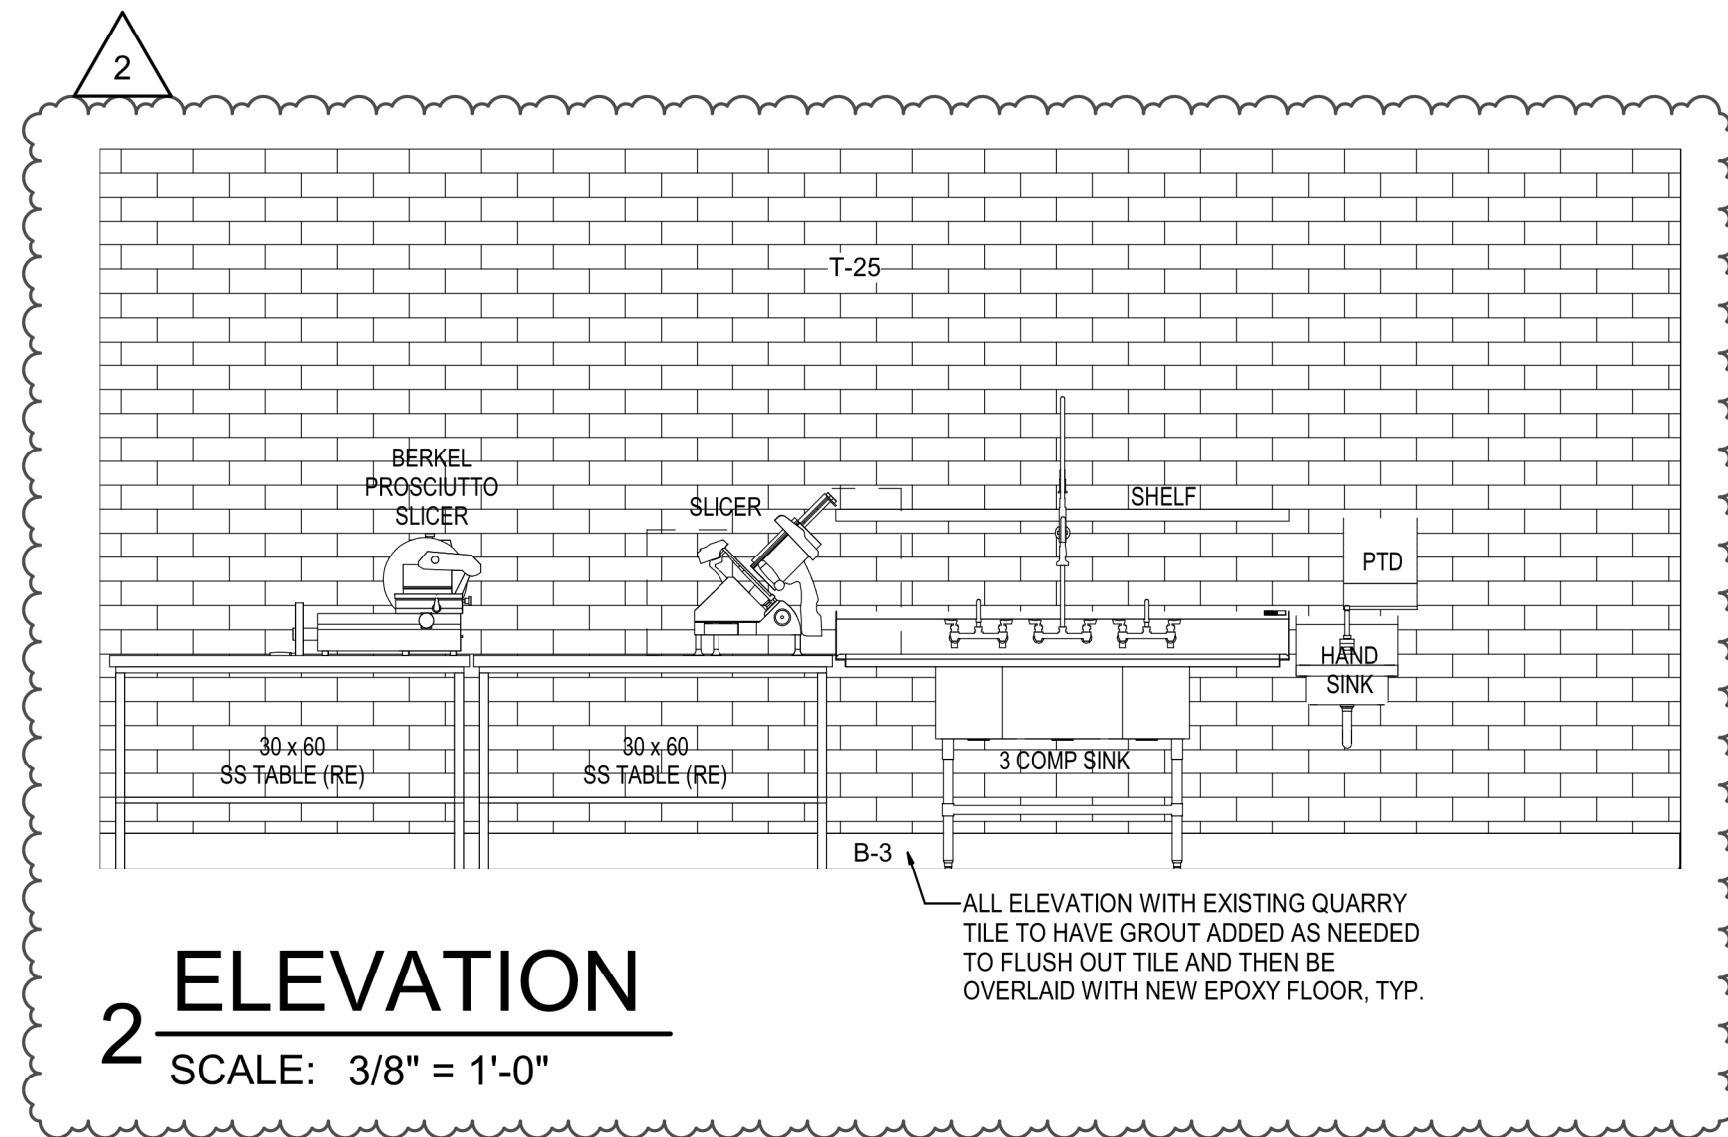 2
T-25
BERKEL
PROSCIUTTO
SLICER
SLICER
SHELF
PTD
HAND
SINK
30 x 60
SS TABLE (RE)
30 x 60
SS TABLE (RE)
3 COMP SINK
B-3
ALL ELEVATION WITH EXISTING QUARRY
TILE TO HAVE GROUT ADDED AS NEEDED
TO FLUSH OUT TILE AND THEN BE
OVERLAID WITH NEW EPOXY FLOOR, TYP.
2 ELEVATION
SCALE: 3/8" = 1'-0"